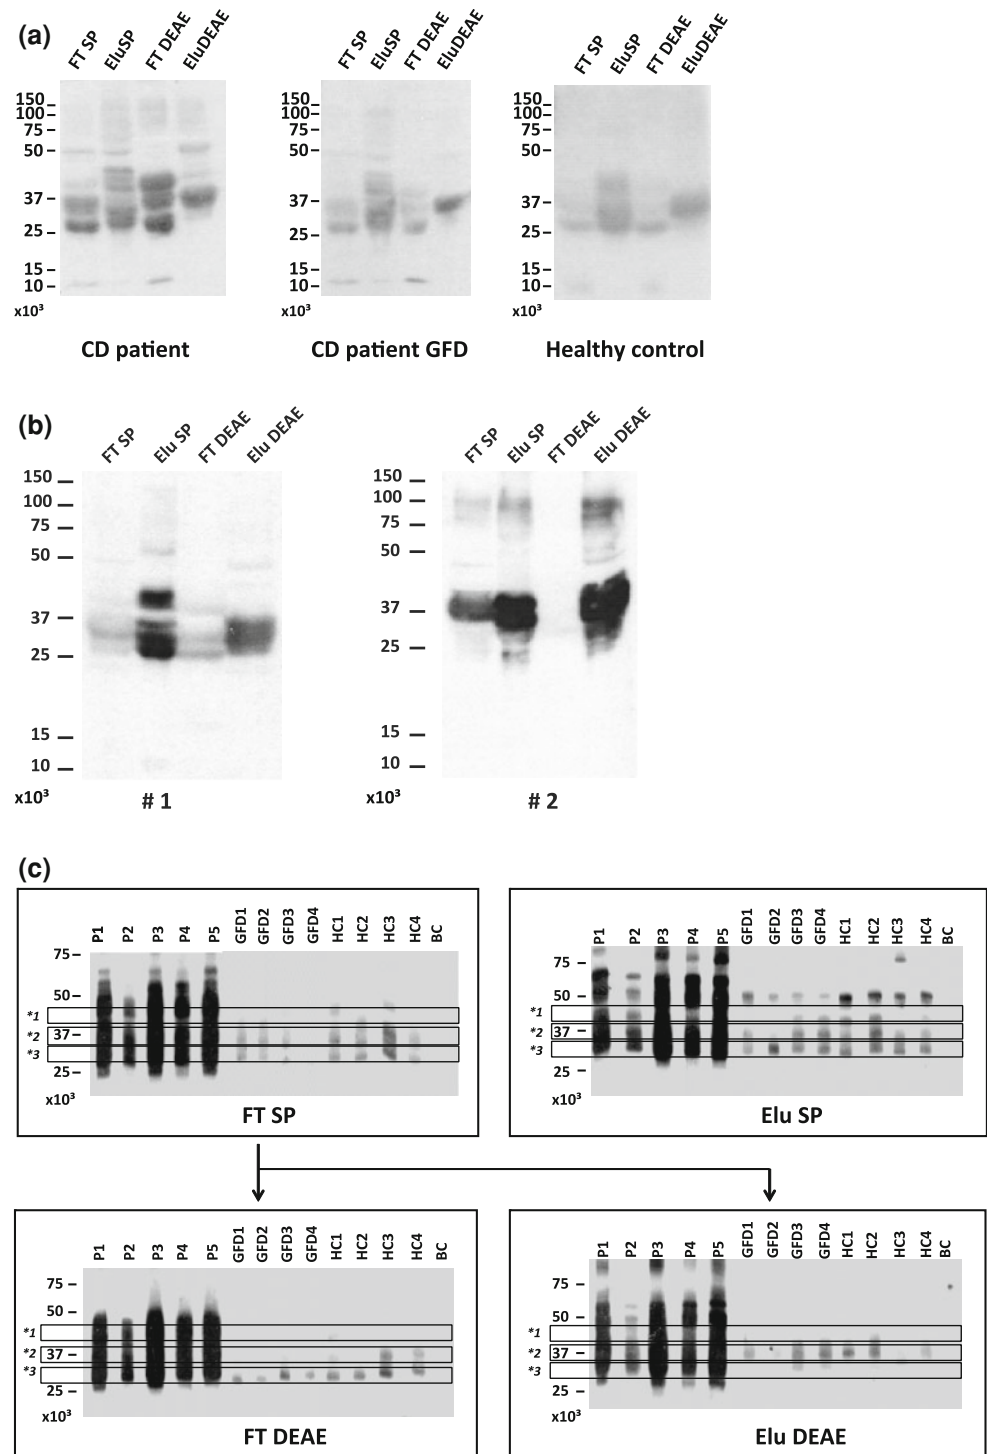 (a)
FT SP EluSP FT DEAE EluDEAE
150
100
75
50
37
25
15
10
x10³
CD patient
FT SP EluSP FT DEAE EluDEAE
150
100
75
50
37
25
15
10
x10³
CD patient GFD
FT SP EluSP FT DEAE EluDEAE
150
100
75
50
37
25
15
10
x10³
Healthy control
(b)
FT SP Elu SP FT DEAE Elu DEAE
150
100
75
50
37
25
15
10
x10³
# 1
FT SP Elu SP FT DEAE Elu DEAE
150
100
75
50
37
25
15
10
x10³
# 2
(c)
P1 P2 P3 P4 P5 GFD1 GFD2 GFD3 GFD4 HC1 HC2 HC3 HC4 BC
75
50
*1
*2 37
*3
25
x10³
FT SP
P1 P2 P3 P4 P5 GFD1 GFD2 GFD3 GFD4 HC1 HC2 HC3 HC4 BC
75
50
*1
*2 37
*3
25
x10³
Elu SP
P1 P2 P3 P4 P5 GFD1 GFD2 GFD3 GFD4 HC1 HC2 HC3 HC4 BC
75
50
*1
*2 37
*3
25
x10³
FT DEAE
P1 P2 P3 P4 P5 GFD1 GFD2 GFD3 GFD4 HC1 HC2 HC3 HC4 BC
75
50
*1
*2 37
*3
25
x10³
Elu DEAE